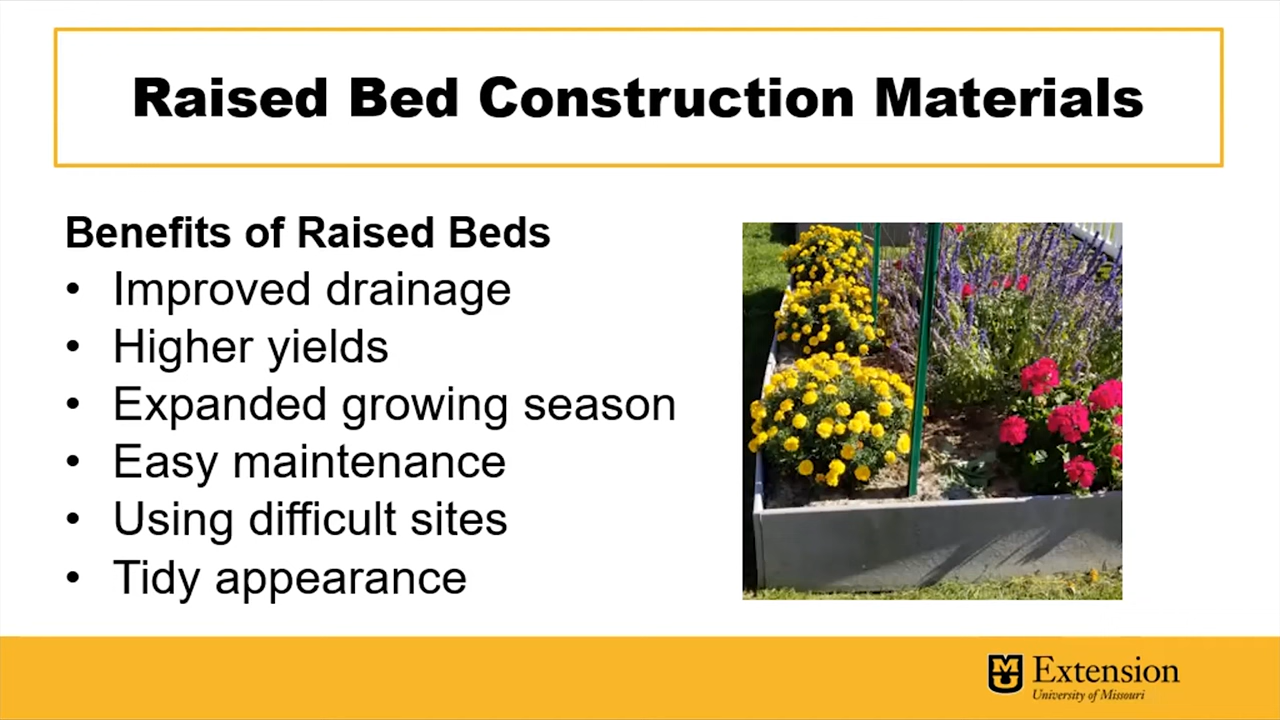 Raised Bed Construction Materials
Benefits of Raised Beds
• Improved drainage
• Higher yields
• Expanded growing season
• Easy maintenance
• Using difficult sites
• Tidy appearance
MU
Extension
University of Missouri